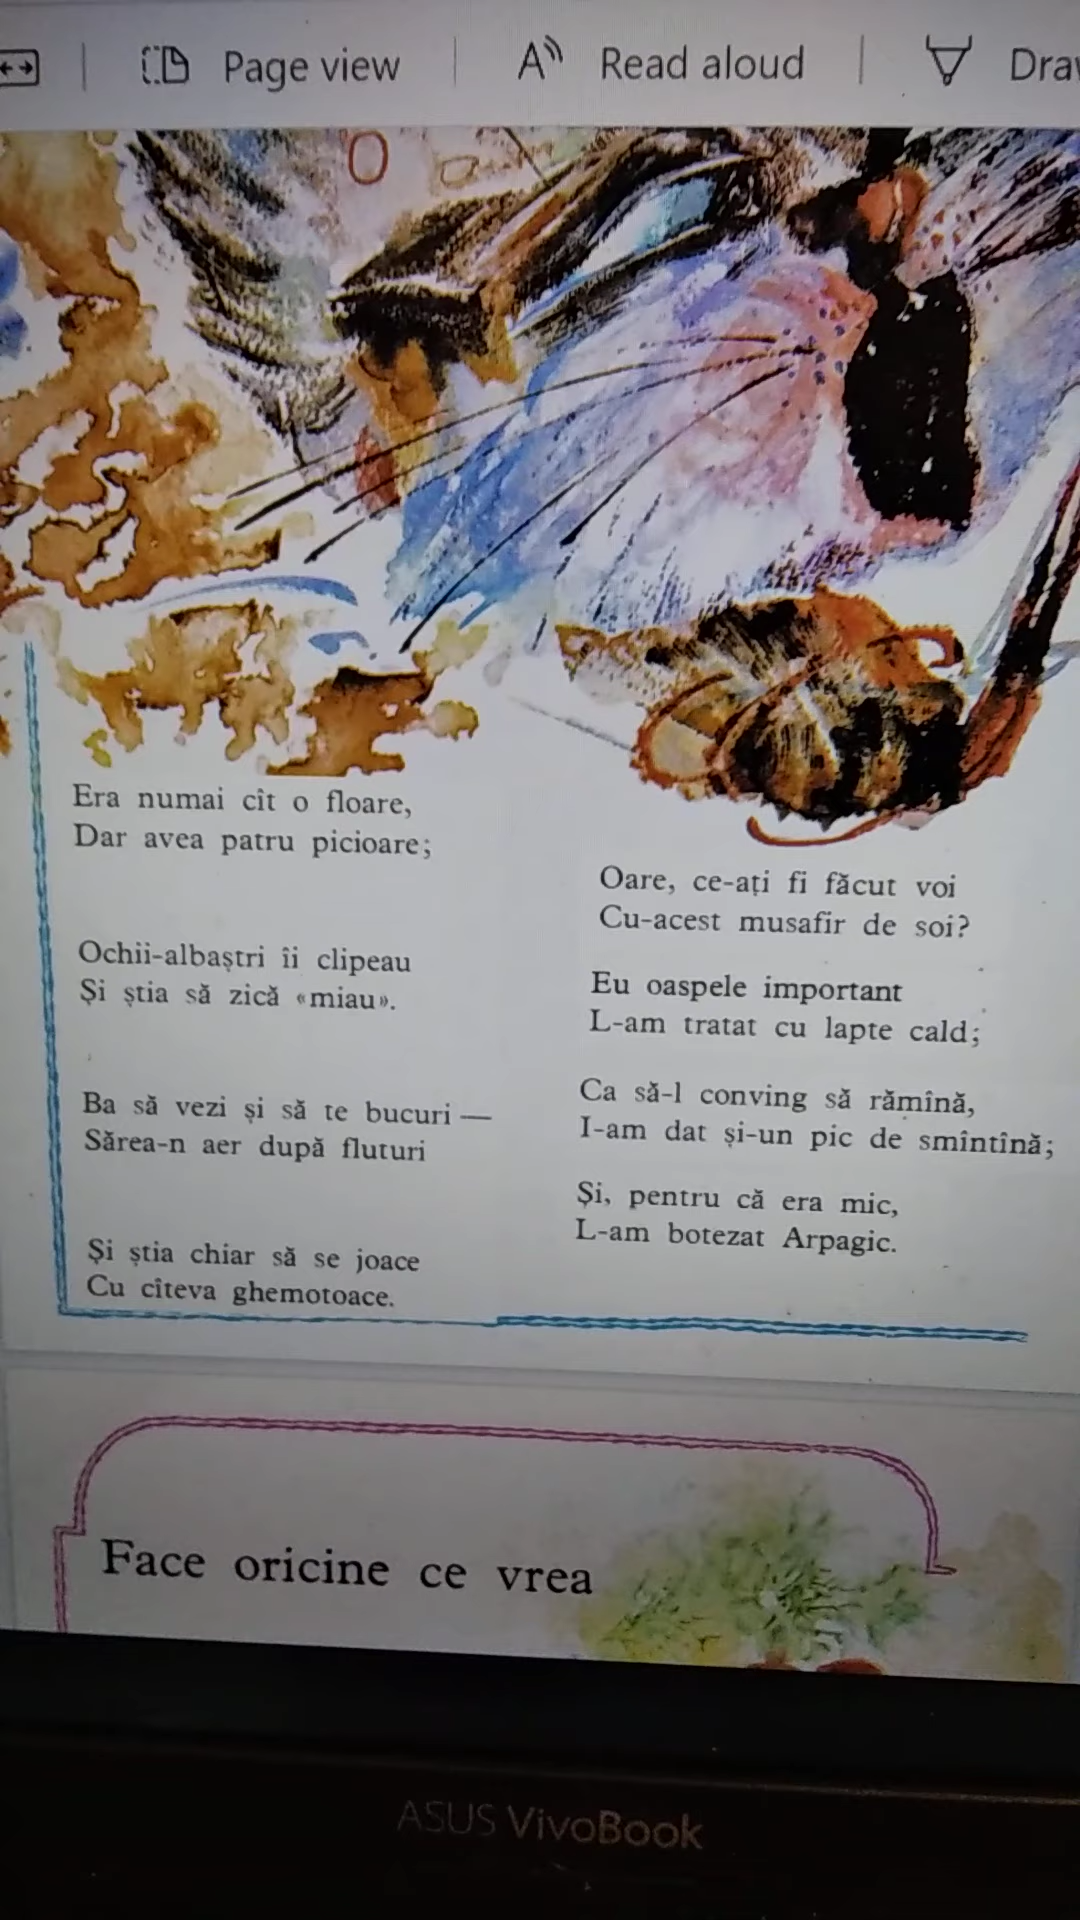 Page view
Read aloud
Era numai cît o floare,
Dar avea patru picioare;
Ochii-albaștri îi clipeau
Și știa să zică «miau».
Ba să vezi și să te bucuri —
Sărea-n aer după fluturi
Și știa chiar să se joace
Cu cîteva ghemotoace.
Oare, ce-ați fi făcut voi
Cu-acest musafir de soi?
Eu oaspele important
L-am tratat cu lapte cald;
Ca să-l conving să rămînă,
I-am dat și-un pic de smîntînă;
Și, pentru că era mic,
L-am botezat Arpagic.
Face oricine ce vrea
ASUS VivoBook